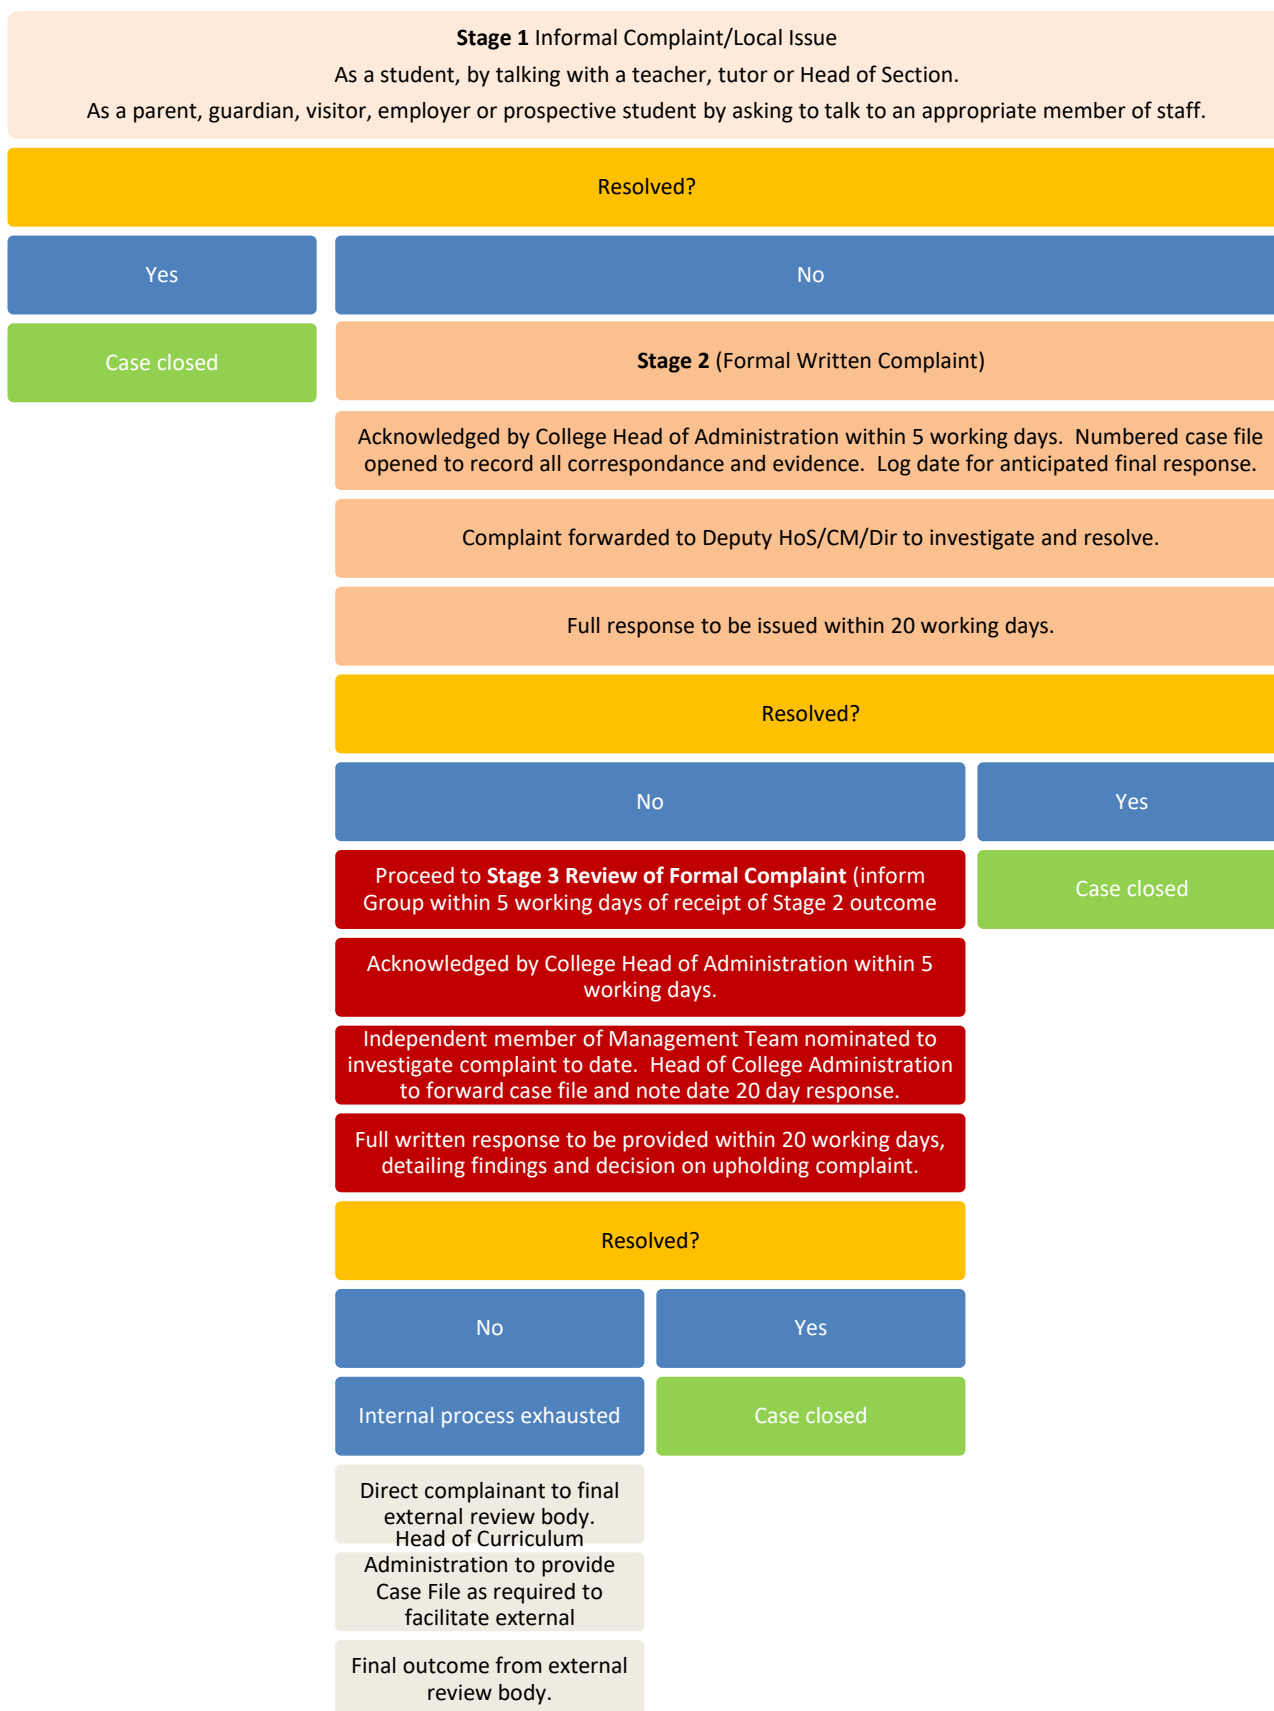 Stage 1 Informal Complaint/Local Issue
As a student, by talking with a teacher, tutor or Head of Section.
As a parent, guardian, visitor, employer or prospective student by asking to talk to an appropriate member of staff.
Resolved?
Yes
No
Case closed
Stage 2 (Formal Written Complaint)
Acknowledged by College Head of Administration within 5 working days.  Numbered case file
opened to record all correspondance and evidence.  Log date for anticipated final response.
Complaint forwarded to Deputy HoS/CM/Dir to investigate and resolve.
Full response to be issued within 20 working days.
Resolved?
No
Yes
Proceed to Stage 3 Review of Formal Complaint (inform
Group within 5 working days of receipt of Stage 2 outcome
Case closed
Acknowledged by College Head of Administration within 5
working days.
Independent member of Management Team nominated to
investigate complaint to date.  Head of College Administration
to forward case file and note date 20 day response.
Full written response to be provided within 20 working days,
detailing findings and decision on upholding complaint.
Resolved?
No
Yes
Internal process exhausted
Case closed
Direct complainant to final
external review body.
Head of Curriculum
Administration to provide
Case File as required to
facilitate external
Final outcome from external
review body.